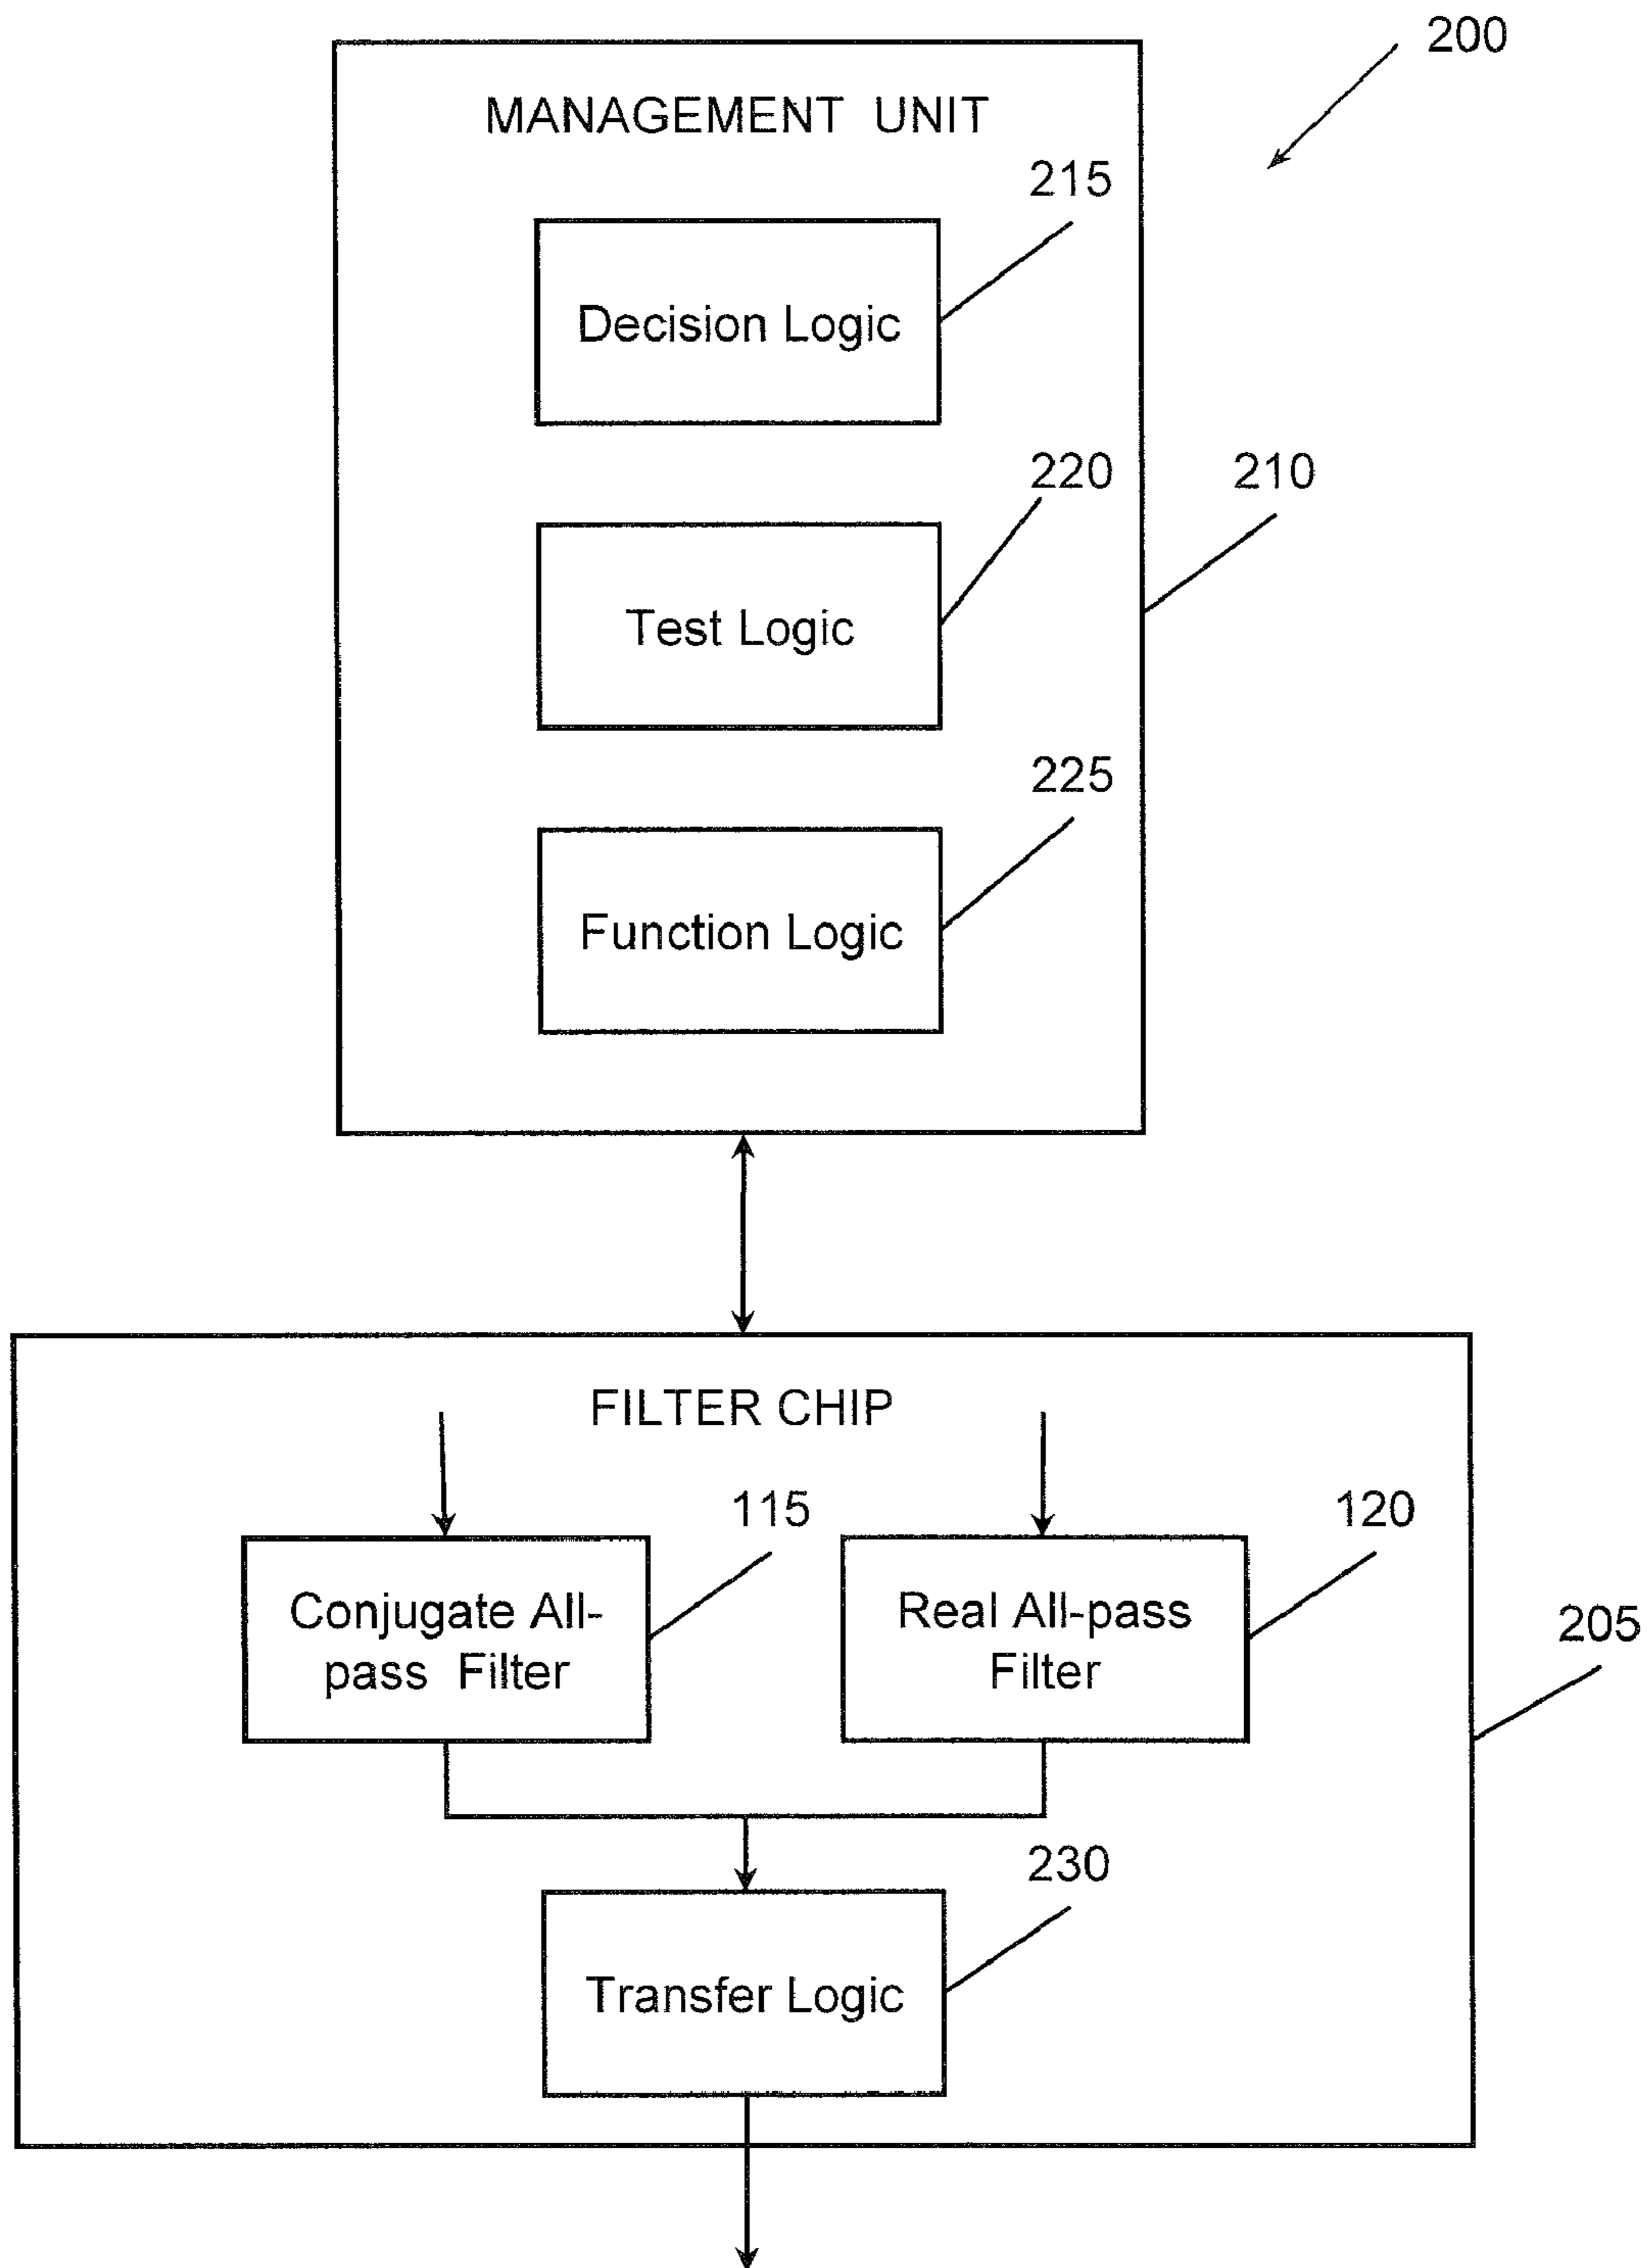 200
MANAGEMENT UNIT
215
Decision Logic
220
210
Test Logic
225
Function Logic
FILTER CHIP
115
120
Conjugate All-
pass Filter
Real All-pass
Filter
205
230
Transfer Logic